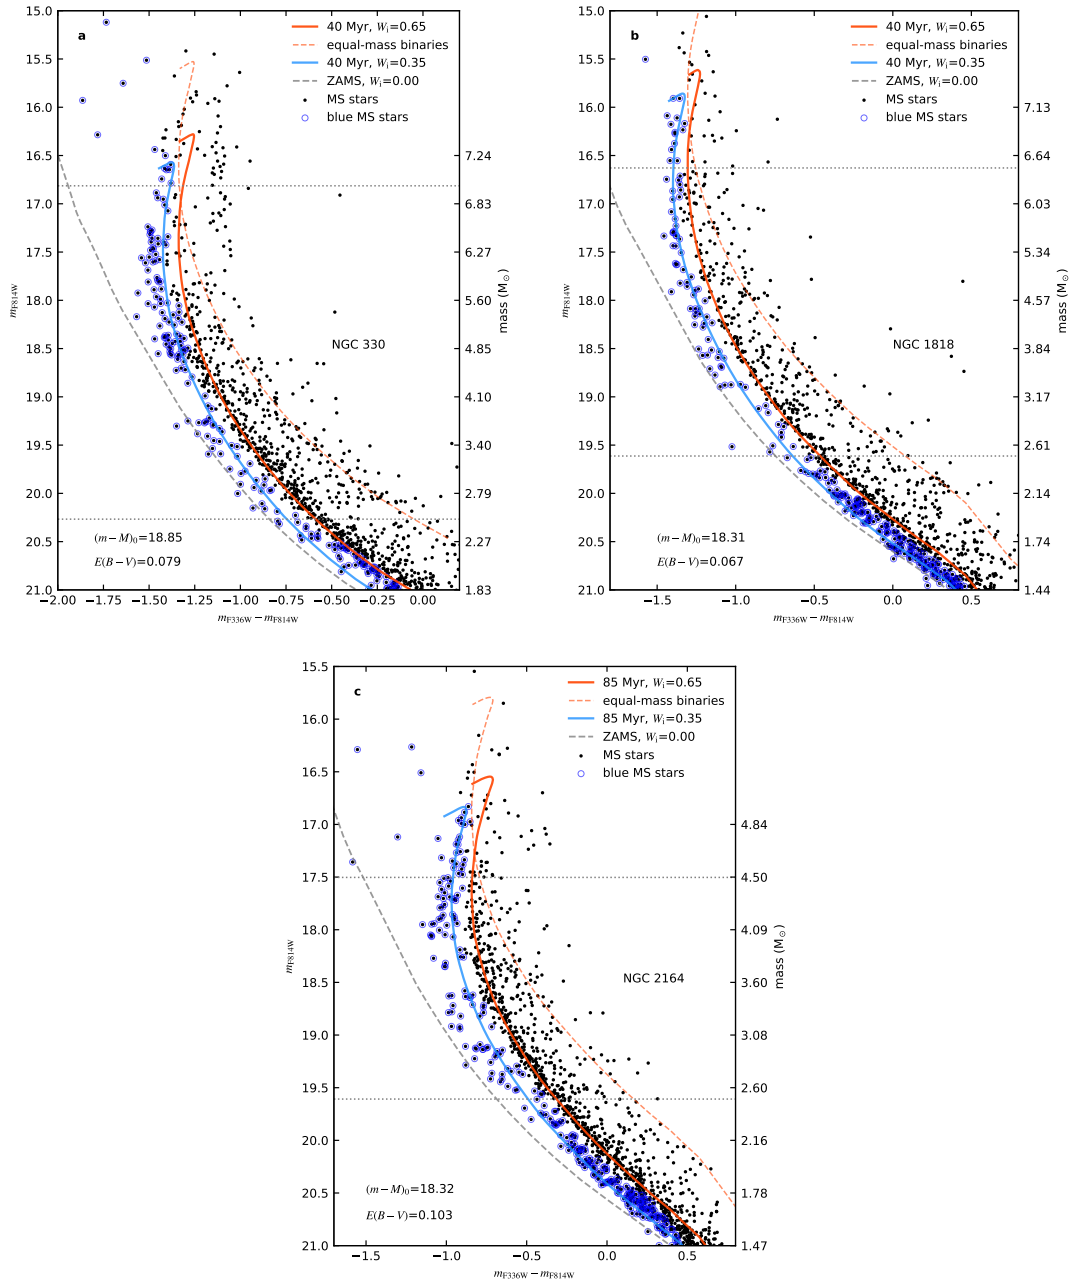 a
40 Myr, Wi=0.65
equal-mass binaries
40 Myr, Wi=0.35
ZAMS, Wi=0.00
MS stars
blue MS stars
15.0
15.5
16.0
16.5
17.0
17.5
18.0
18.5
19.0
19.5
20.0
20.5
21.0
mF814W
7.24
6.83
6.27
5.60
4.85
4.10
3.40
2.79
2.27
1.83
mass (M⊙)
NGC 330
(m−M)0=18.85
E(B−V)=0.079
−2.00 −1.75 −1.50 −1.25 −1.00 −0.75 −0.50 −0.25 0.00
mF336W−mF814W
b
40 Myr, Wi=0.65
equal-mass binaries
40 Myr, Wi=0.35
ZAMS, Wi=0.00
MS stars
blue MS stars
15.0
15.5
16.0
16.5
17.0
17.5
18.0
18.5
19.0
19.5
20.0
20.5
21.0
mF814W
7.13
6.64
6.03
5.34
4.57
3.84
3.17
2.61
2.14
1.74
1.44
mass (M⊙)
NGC 1818
(m−M)0=18.31
E(B−V)=0.067
−1.5 −1.0 −0.5 0.0 0.5
mF336W−mF814W
c
85 Myr, Wi=0.65
equal-mass binaries
85 Myr, Wi=0.35
ZAMS, Wi=0.00
MS stars
blue MS stars
15.5
16.0
16.5
17.0
17.5
18.0
18.5
19.0
19.5
20.0
20.5
21.0
mF814W
4.84
4.50
4.09
3.60
3.08
2.60
2.16
1.78
1.47
mass (M⊙)
NGC 2164
(m−M)0=18.32
E(B−V)=0.103
−1.5 −1.0 −0.5 0.0 0.5
mF336W−mF814W